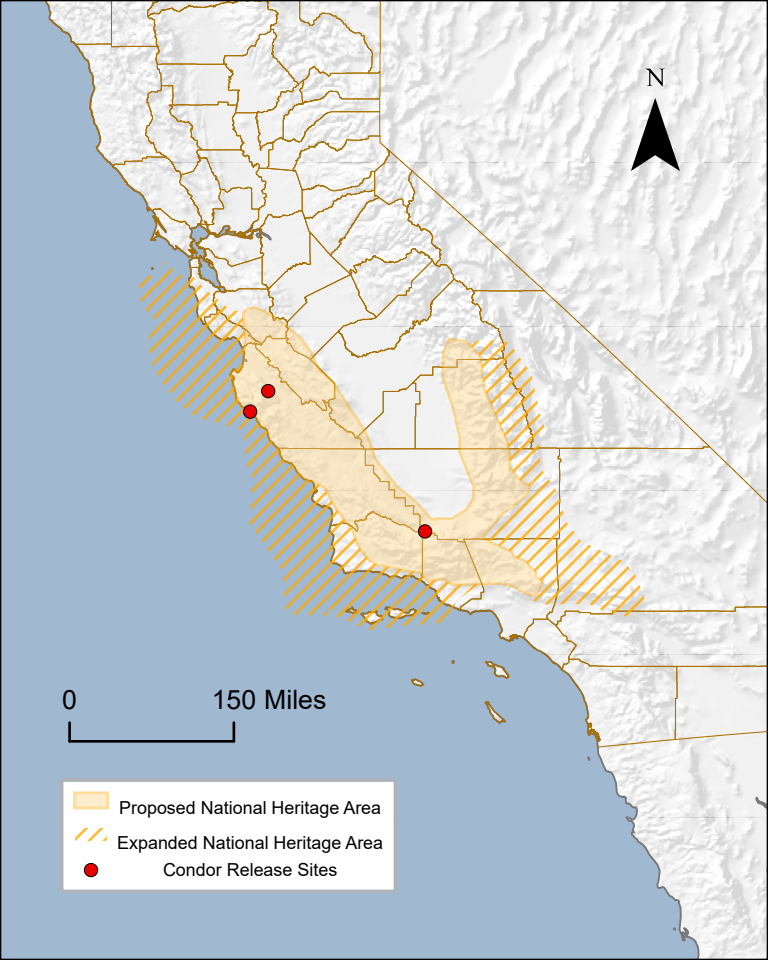 N
0
150 Miles
Proposed National Heritage Area
Expanded National Heritage Area
Condor Release Sites